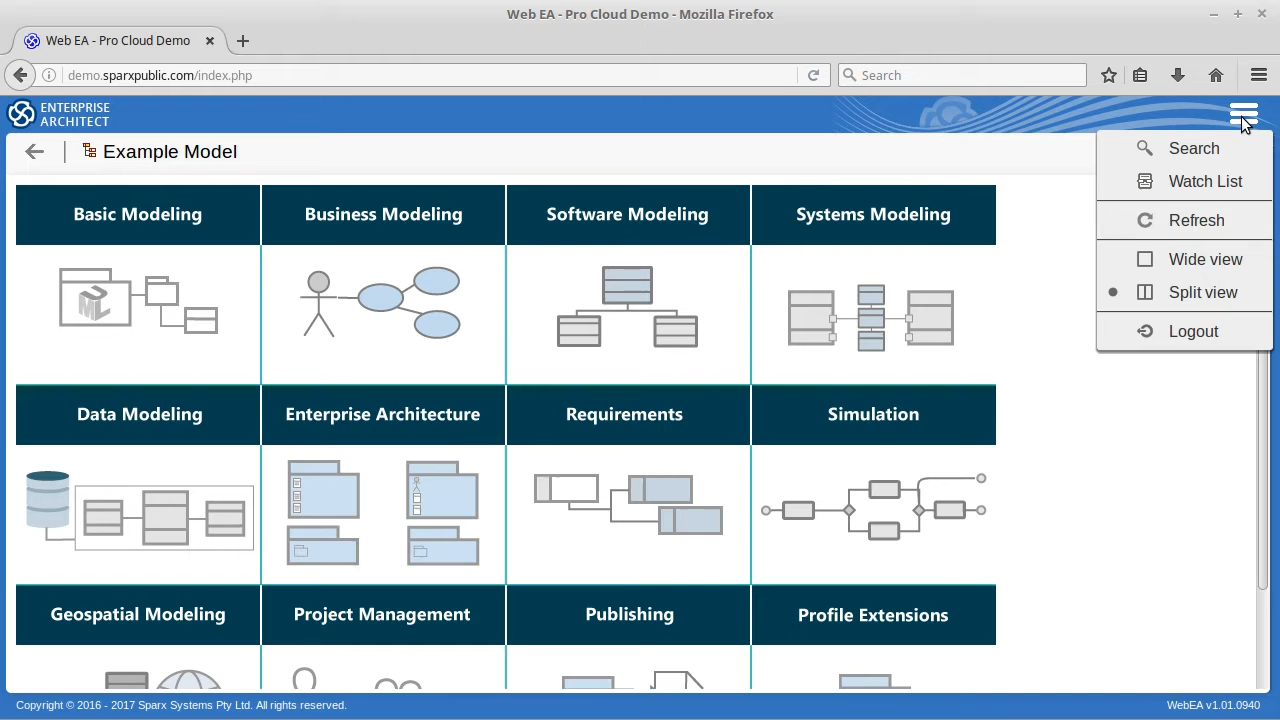 Web EA - Pro Cloud Demo - Mozilla Firefox
Web EA - Pro Cloud Demo
demo.sparxpublic.com/index.php
Search
ENTERPRISE
ARCHITECT
Example Model
Search
Watch List
Refresh
Wide view
Split view
Logout
Basic Modeling
Business Modeling
Software Modeling
Systems Modeling
UML
Data Modeling
Enterprise Architecture
Requirements
Simulation
Geospatial Modeling
Project Management
Publishing
Profile Extensions
Copyright © 2016 - 2017 Sparx Systems Pty Ltd. All rights reserved.
WebEA v1.01.0940